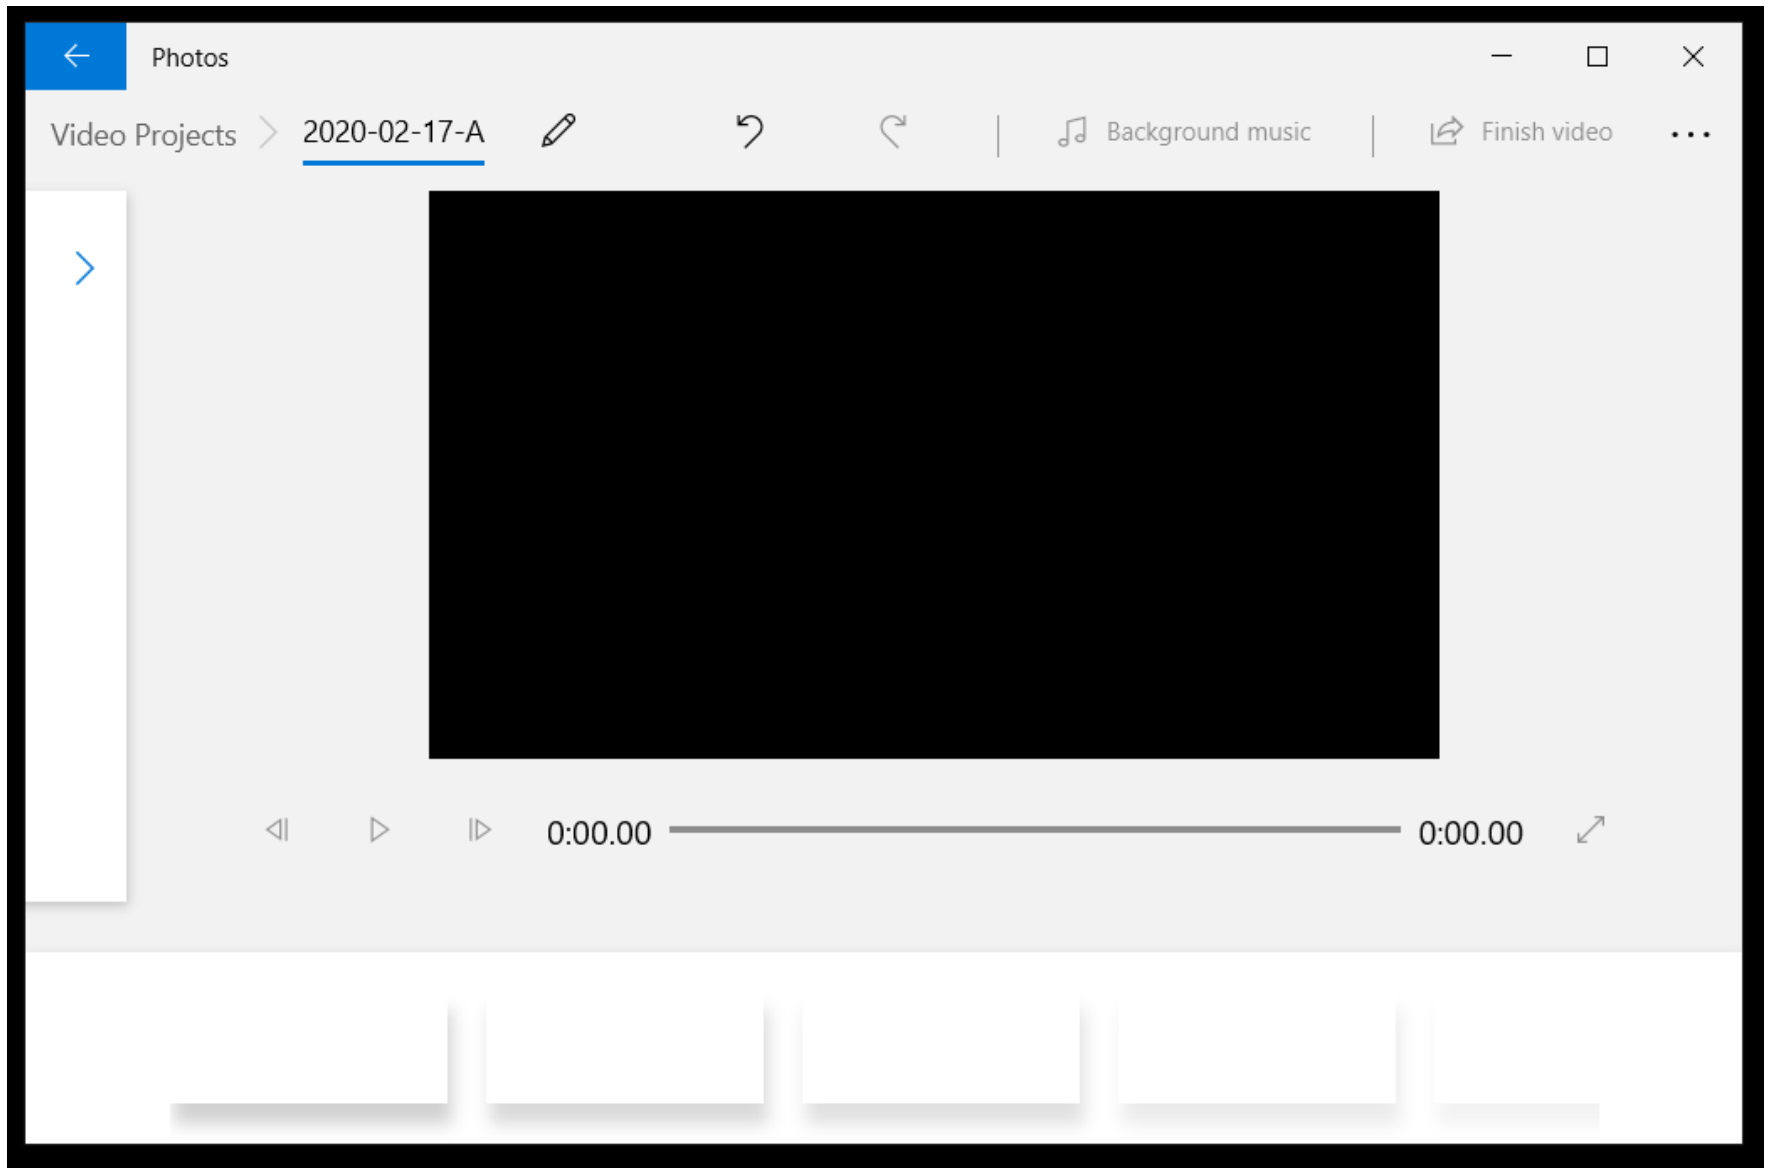 Photos
Video Projects 2020-02-17-A Background music Finish video
0:00.00 0:00.00